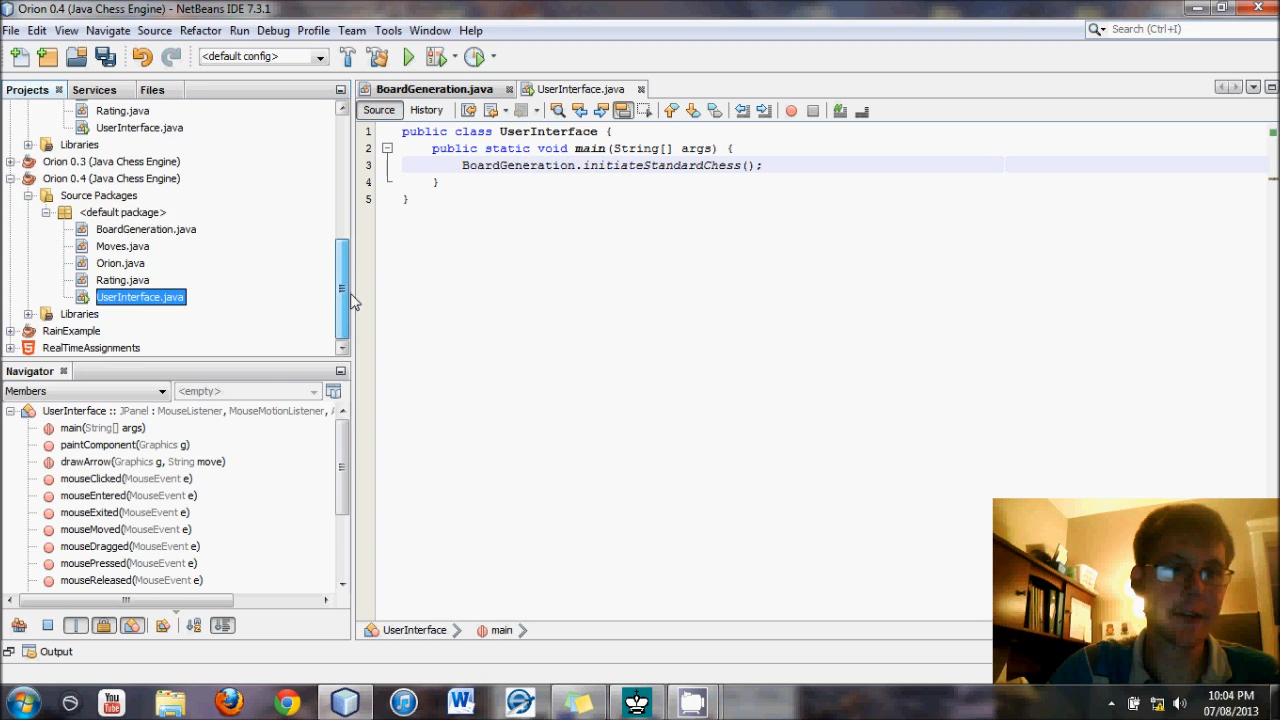 Orion 0.4 (Java Chess Engine) - NetBeans IDE 7.3.1
File Edit View Navigate Source Refactor Run Debug Profile Team Tools Window Help
Search (Ctrl+I)
<default config>
Projects Services Files
BoardGeneration.java UserInterface.java
Source History
Rating.java
UserInterface.java
Libraries
Orion 0.3 (Java Chess Engine)
Orion 0.4 (Java Chess Engine)
Source Packages
<default package>
BoardGeneration.java
Moves.java
Orion.java
Rating.java
UserInterface.java
Libraries
RainExample
RealTimeAssignments
1 public class UserInterface {
2 public static void main(String[] args) {
3 BoardGeneration.initiateStandardChess();
4 }
5 }
Navigator
Members <empty>
UserInterface :: JPanel : MouseListener, MouseMotionListener,
main(String[] args)
paintComponent(Graphics g)
drawArrow(Graphics g, String move)
mouseClicked(MouseEvent e)
mouseEntered(MouseEvent e)
mouseExited(MouseEvent e)
mouseMoved(MouseEvent e)
mouseDragged(MouseEvent e)
mousePressed(MouseEvent e)
mouseReleased(MouseEvent e)
UserInterface main
Output
You
Tube
W
10:04 PM
07/08/2013